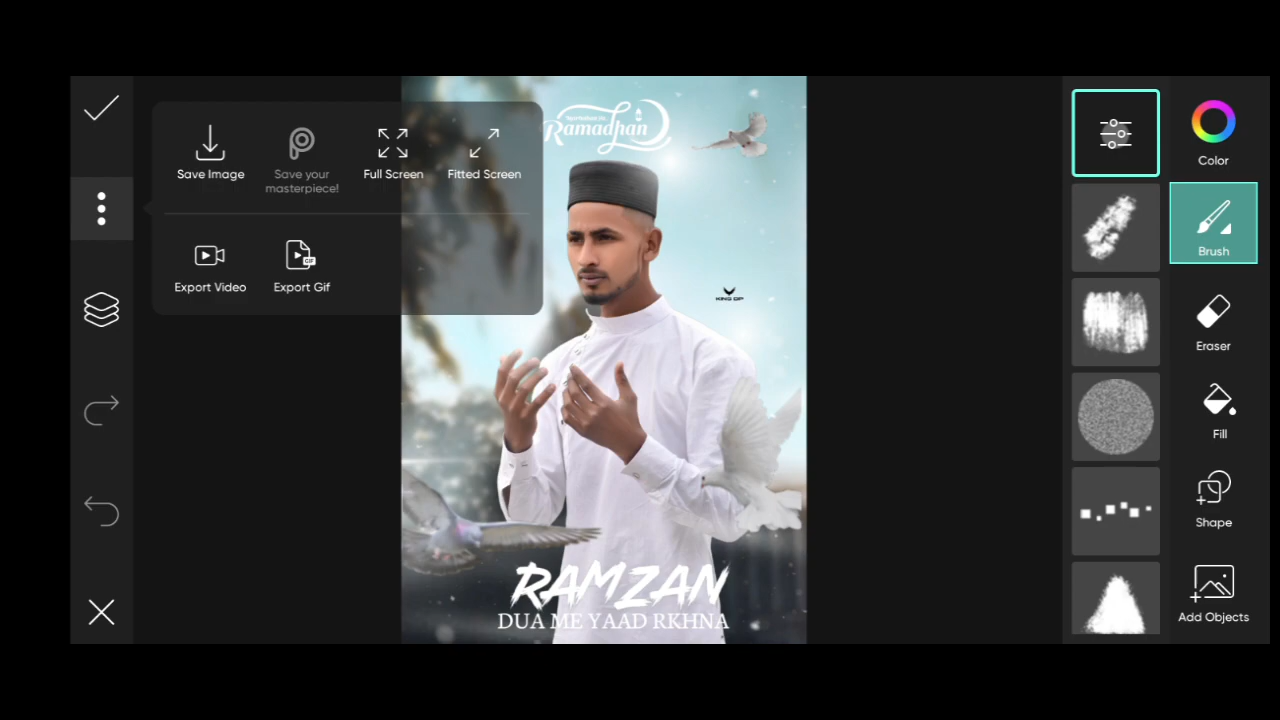 Save Image
Save your
masterpiece!
Full Screen
Fitted Screen
Export Video
GIF
Export Gif
Ramadhan
KING OP
RAMZAN
DUA ME YAAD RKHNA
Color
Brush
Eraser
Fill
Shape
Add Objects